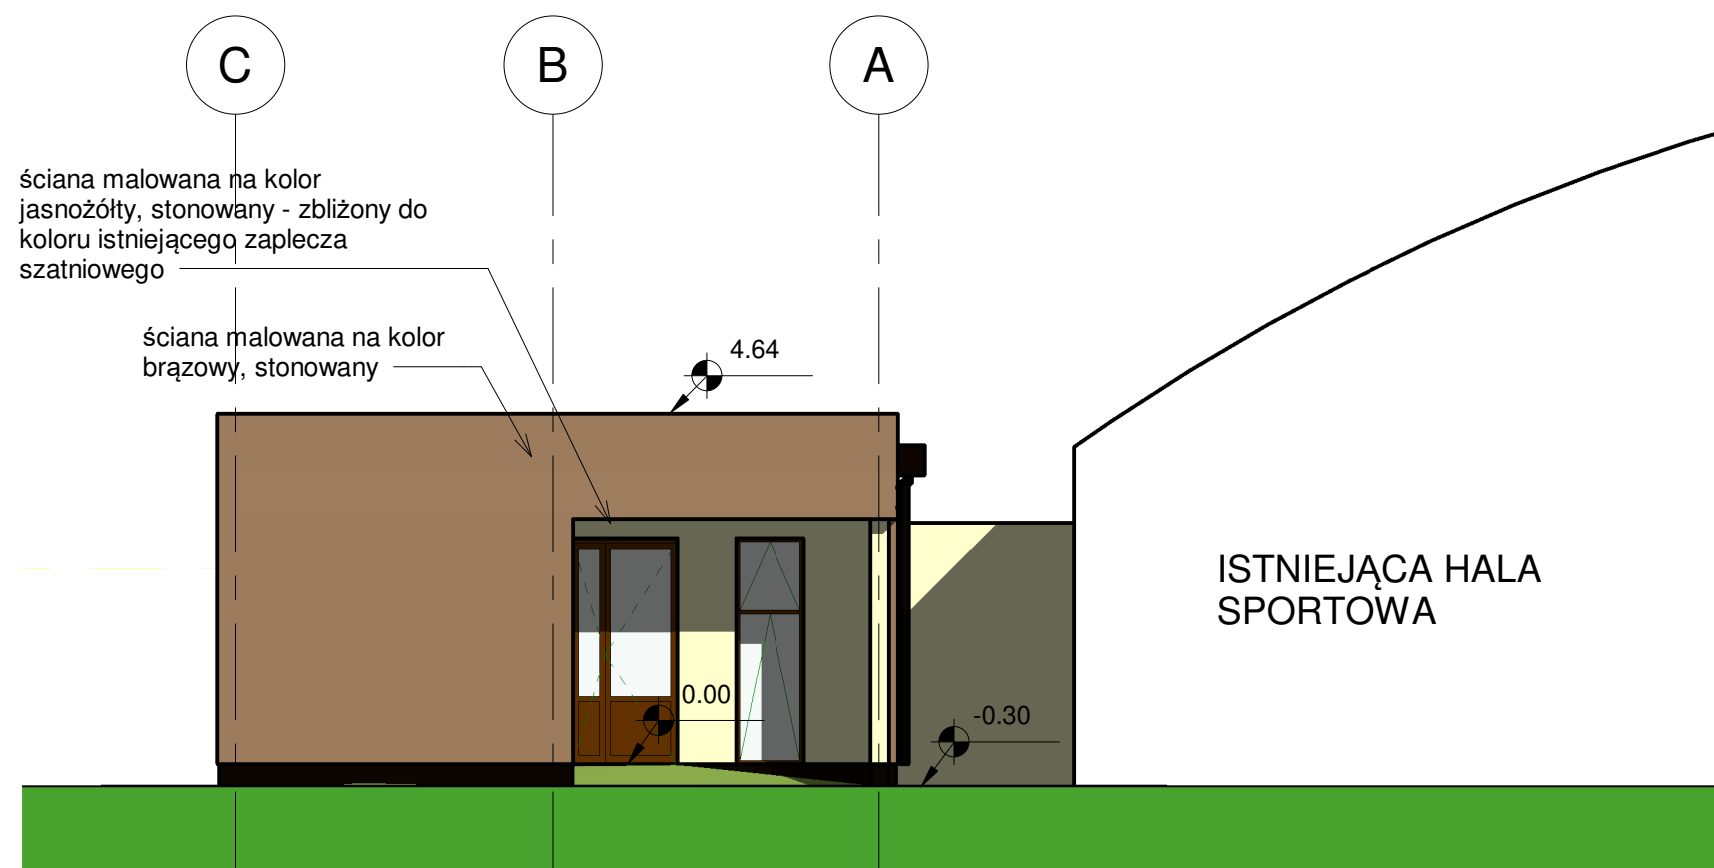 C
B
A
ściana malowana na kolor
jasnożółty, stonowany - zbliżony do
koloru istniejącego zaplecza
szatniowego
ściana malowana na kolor
brązowy, stonowany
4.64
ISTNIEJĄCA HALA
SPORTOWA
0.00
-0.30